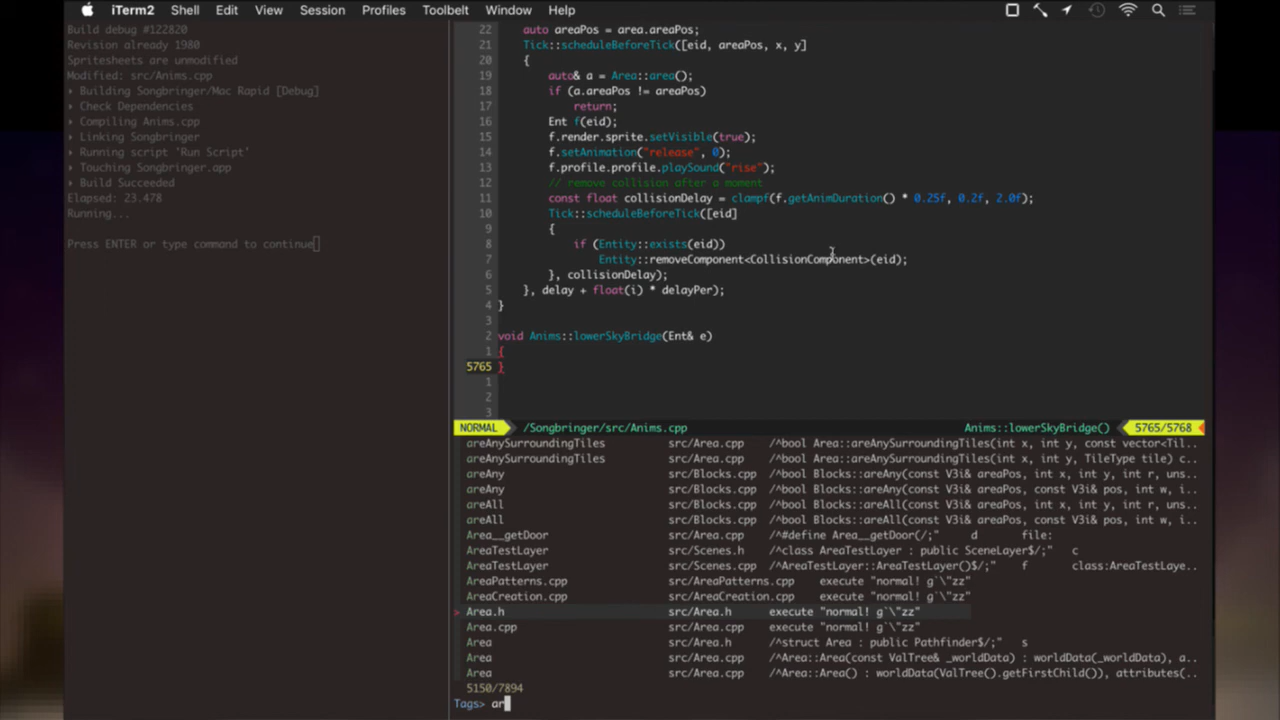 iTerm2 Shell Edit View Session Profiles Toolbelt Window Help
Build debug #122820
Revision already 1980
Spritesheets are unmodified
Modified: src/Anims.cpp
▸ Building Songbringer/Mac Rapid [Debug]
▸ Check Dependencies
▸ Compiling Anims.cpp
▸ Linking Songbringer
▸ Running script 'Run Script'
▸ Touching Songbringer.app
▸ Build Succeeded
Elapsed: 23.478
Running...
Press ENTER or type command to continue
22 auto areaPos = area.areaPos;
21 Tick::scheduleBeforeTick([eid, areaPos, x, y]
20 {
19 auto& a = Area::area();
18 if (a.areaPos != areaPos)
17 return;
16 Ent f(eid);
15 f.render.sprite.setVisible(true);
14 f.setAnimation("release", 0);
13 f.profile.profile.playSound("rise");
12 // remove collision after a moment
11 const float collisionDelay = clampf(f.getAnimDuration() * 0.25f, 0.2f, 2.0f);
10 Tick::scheduleBeforeTick([eid]
9 {
8 if (Entity::exists(eid))
7 Entity::removeComponent<CollisionComponent>(eid);
6 }, collisionDelay);
5 }, delay + float(i) * delayPer);
4 }
3
2 void Anims::lowerSkyBridge(Ent& e)
1 {
5765 }
1
2
3
NORMAL /Songbringer/src/Anims.cpp Anims::lowerSkyBridge() 5765/5768
areAnySurroundingTiles src/Area.cpp /^bool Area::areAnySurroundingTiles(int x, int y, const vector<Til..
areAnySurroundingTiles src/Area.cpp /^bool Area::areAnySurroundingTiles(int x, int y, TileType tile) c..
areAny src/Blocks.cpp /^bool Blocks::areAny(const V3i& areaPos, int x, int y, int r, uns..
areAny src/Blocks.cpp /^bool Blocks::areAny(const V3i& areaPos, const V3i& pos, int w, i..
areAll src/Blocks.cpp /^bool Blocks::areAll(const V3i& areaPos, int x, int y, int r, uns..
areAll src/Blocks.cpp /^bool Blocks::areAll(const V3i& areaPos, const V3i& pos, int w, i..
Area__getDoor src/Area.cpp /^#define Area__getDoor(/;" d file:
AreaTestLayer src/Scenes.h /^class AreaTestLayer : public SceneLayer$/;" c
AreaTestLayer src/Scenes.cpp /^AreaTestLayer::AreaTestLayer()$/;" f class:AreaTestLaye..
AreaPatterns.cpp src/AreaPatterns.cpp execute "normal! g`\"zz"
AreaCreation.cpp src/AreaCreation.cpp execute "normal! g`\"zz"
> Area.h src/Area.h execute "normal! g`\"zz"
Area.cpp src/Area.cpp execute "normal! g`\"zz"
Area src/Area.h /^struct Area : public Pathfinder$/;" s
Area src/Area.cpp /^Area::Area(const ValTree& _worldData) : worldData(_worldData), a..
Area src/Area.cpp /^Area::Area() : worldData(ValTree().getFirstChild()), attributes(..
5150/7894
Tags> ar